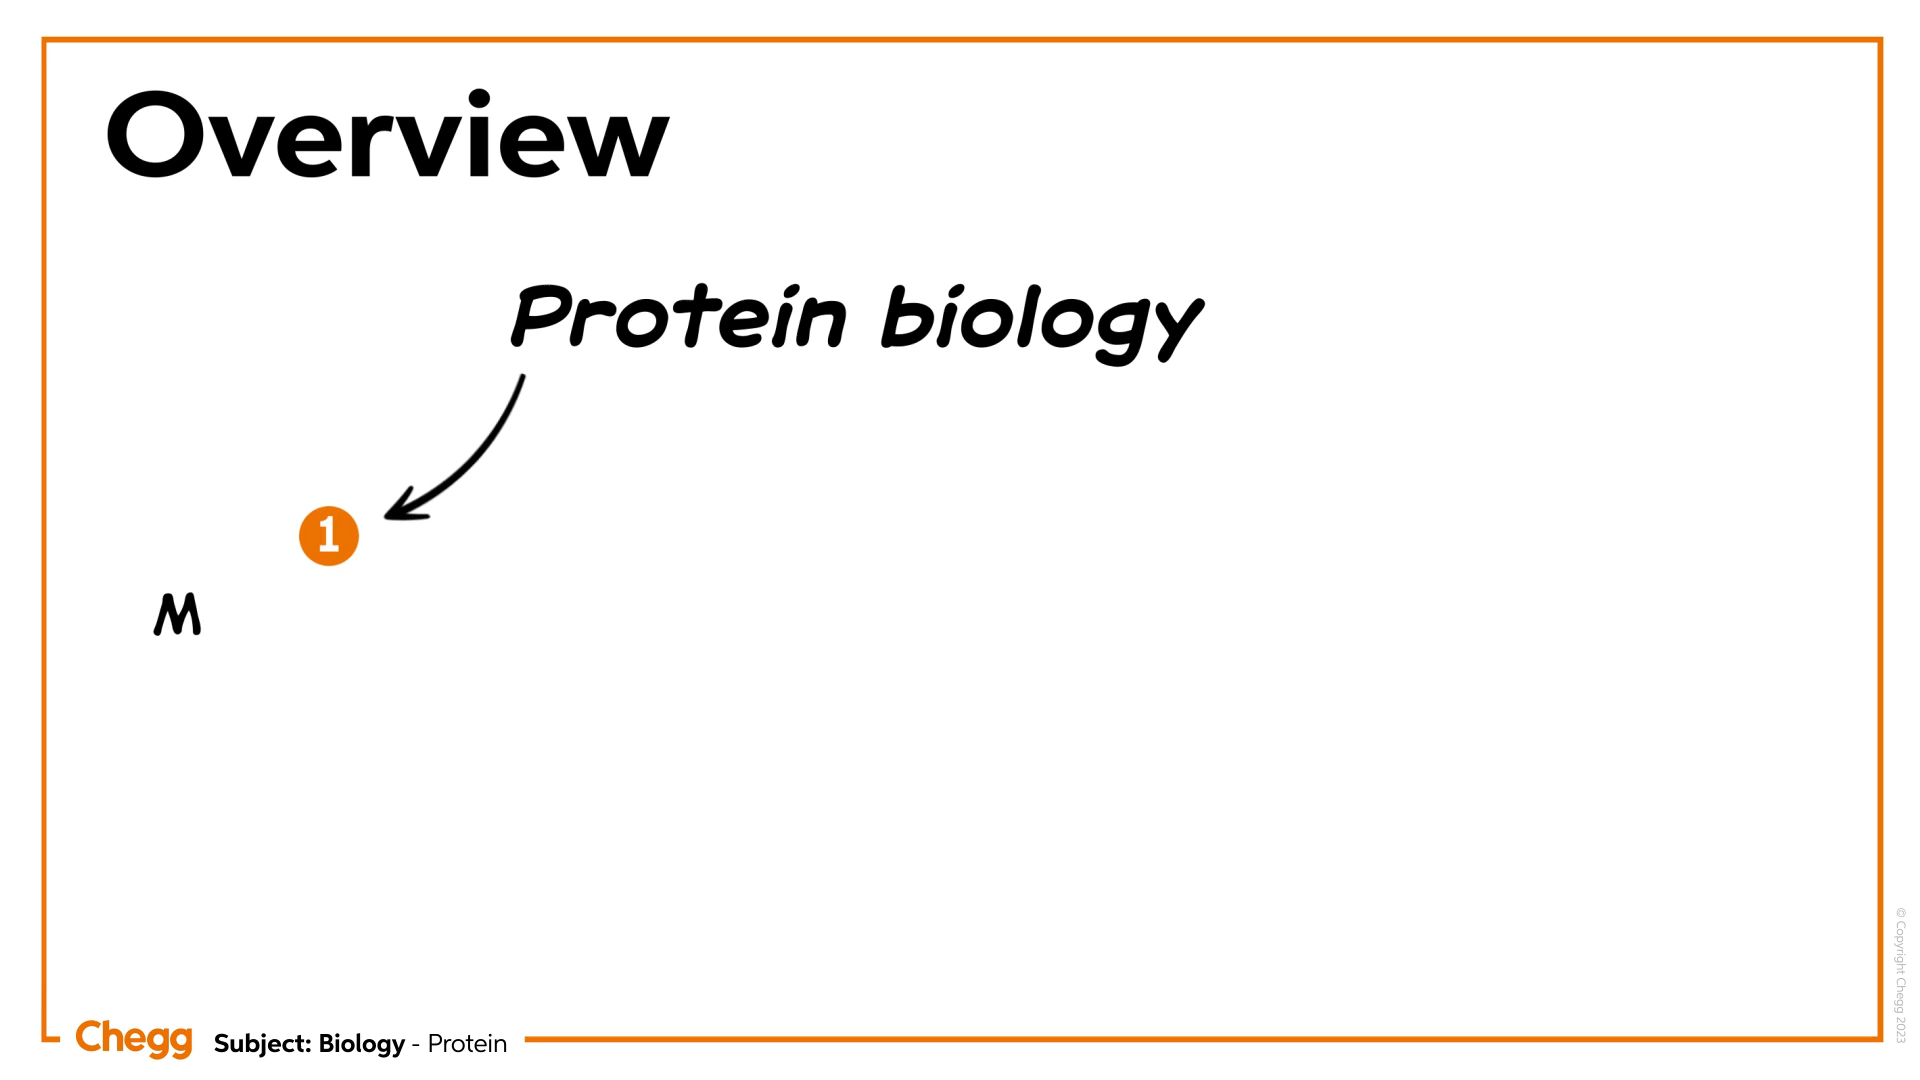 Overview
Protein biology
1
M
Chegg Subject: Biology - Protein
© Copyright Chegg 2023